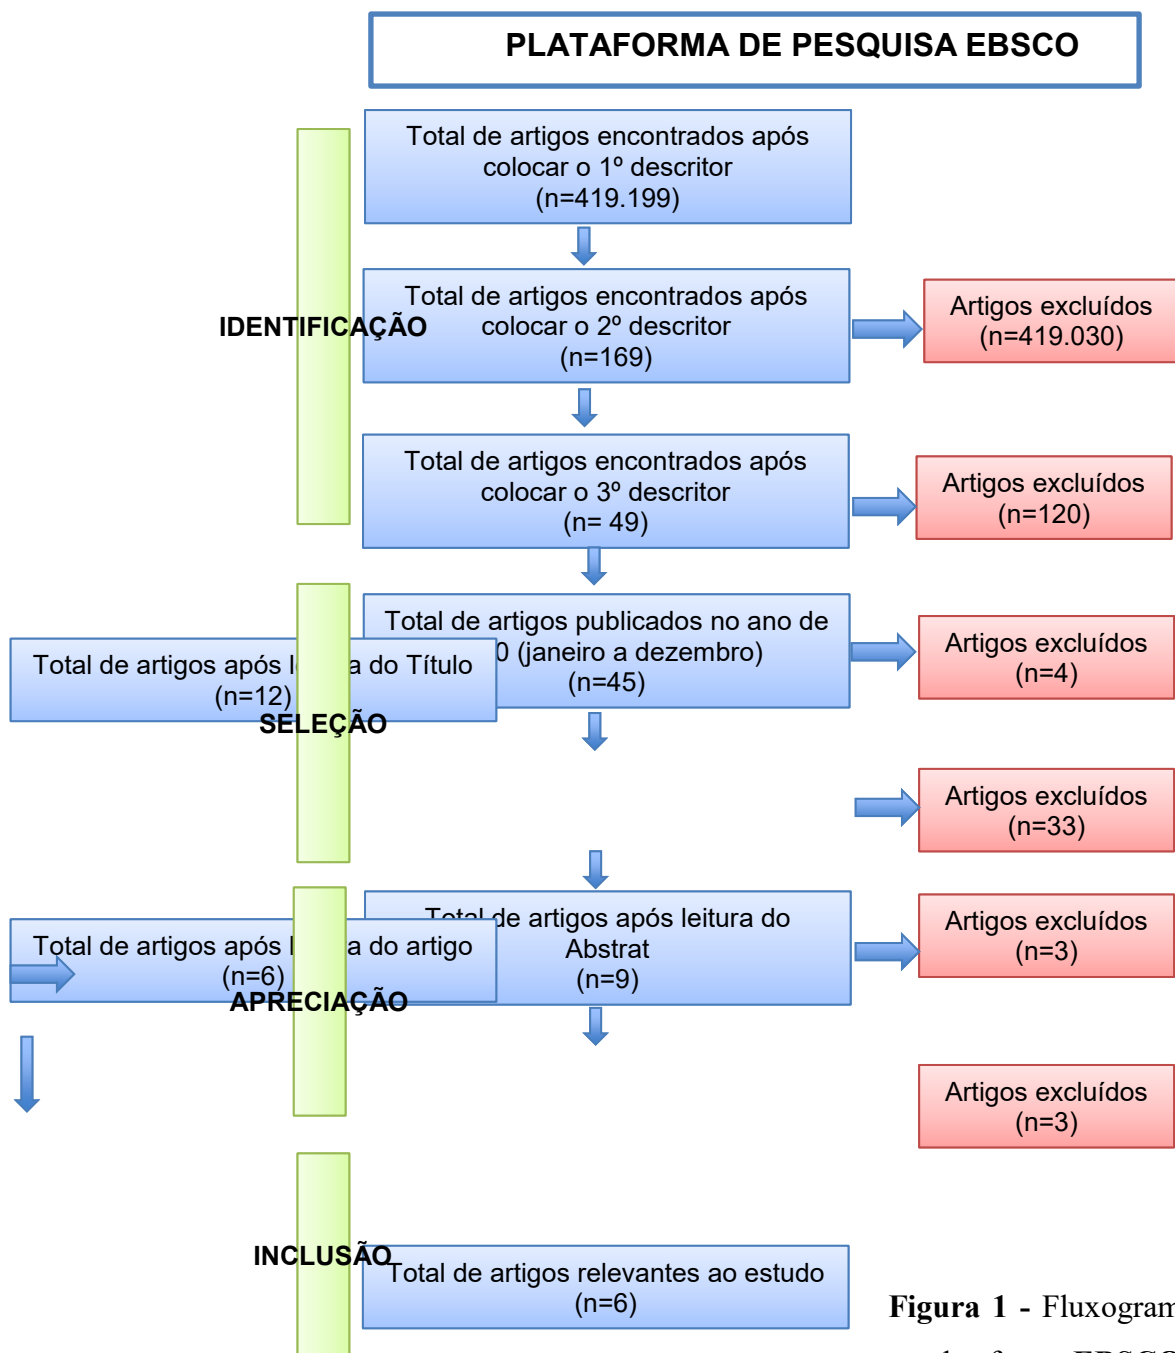 PLATAFORMA DE PESQUISA EBSCO
Total de artigos encontrados após
colocar o 1º descritor
(n=419.199)
IDENTIFICAÇÃO
Total de artigos encontrados após
colocar o 2º descritor
(n=169)
Artigos excluídos
(n=419.030)
Total de artigos encontrados após
colocar o 3º descritor
(n= 49)
Artigos excluídos
(n=120)
Total de artigos publicados no ano de
0 (janeiro a dezembro)
(n=45)
Artigos excluídos
(n=4)
Total de artigos após do Título
(n=12)
SELEÇÃO
Artigos excluídos
(n=33)
Total de artigos após leitura do
Abstrat
(n=9)
Artigos excluídos
(n=3)
Total de artigos após do artigo
(n=6)
APRECIAÇÃO
Artigos excluídos
(n=3)
INCLUSÃO
Total de artigos relevantes ao estudo
(n=6)
Figura 1 - Fluxogram
EBSCO